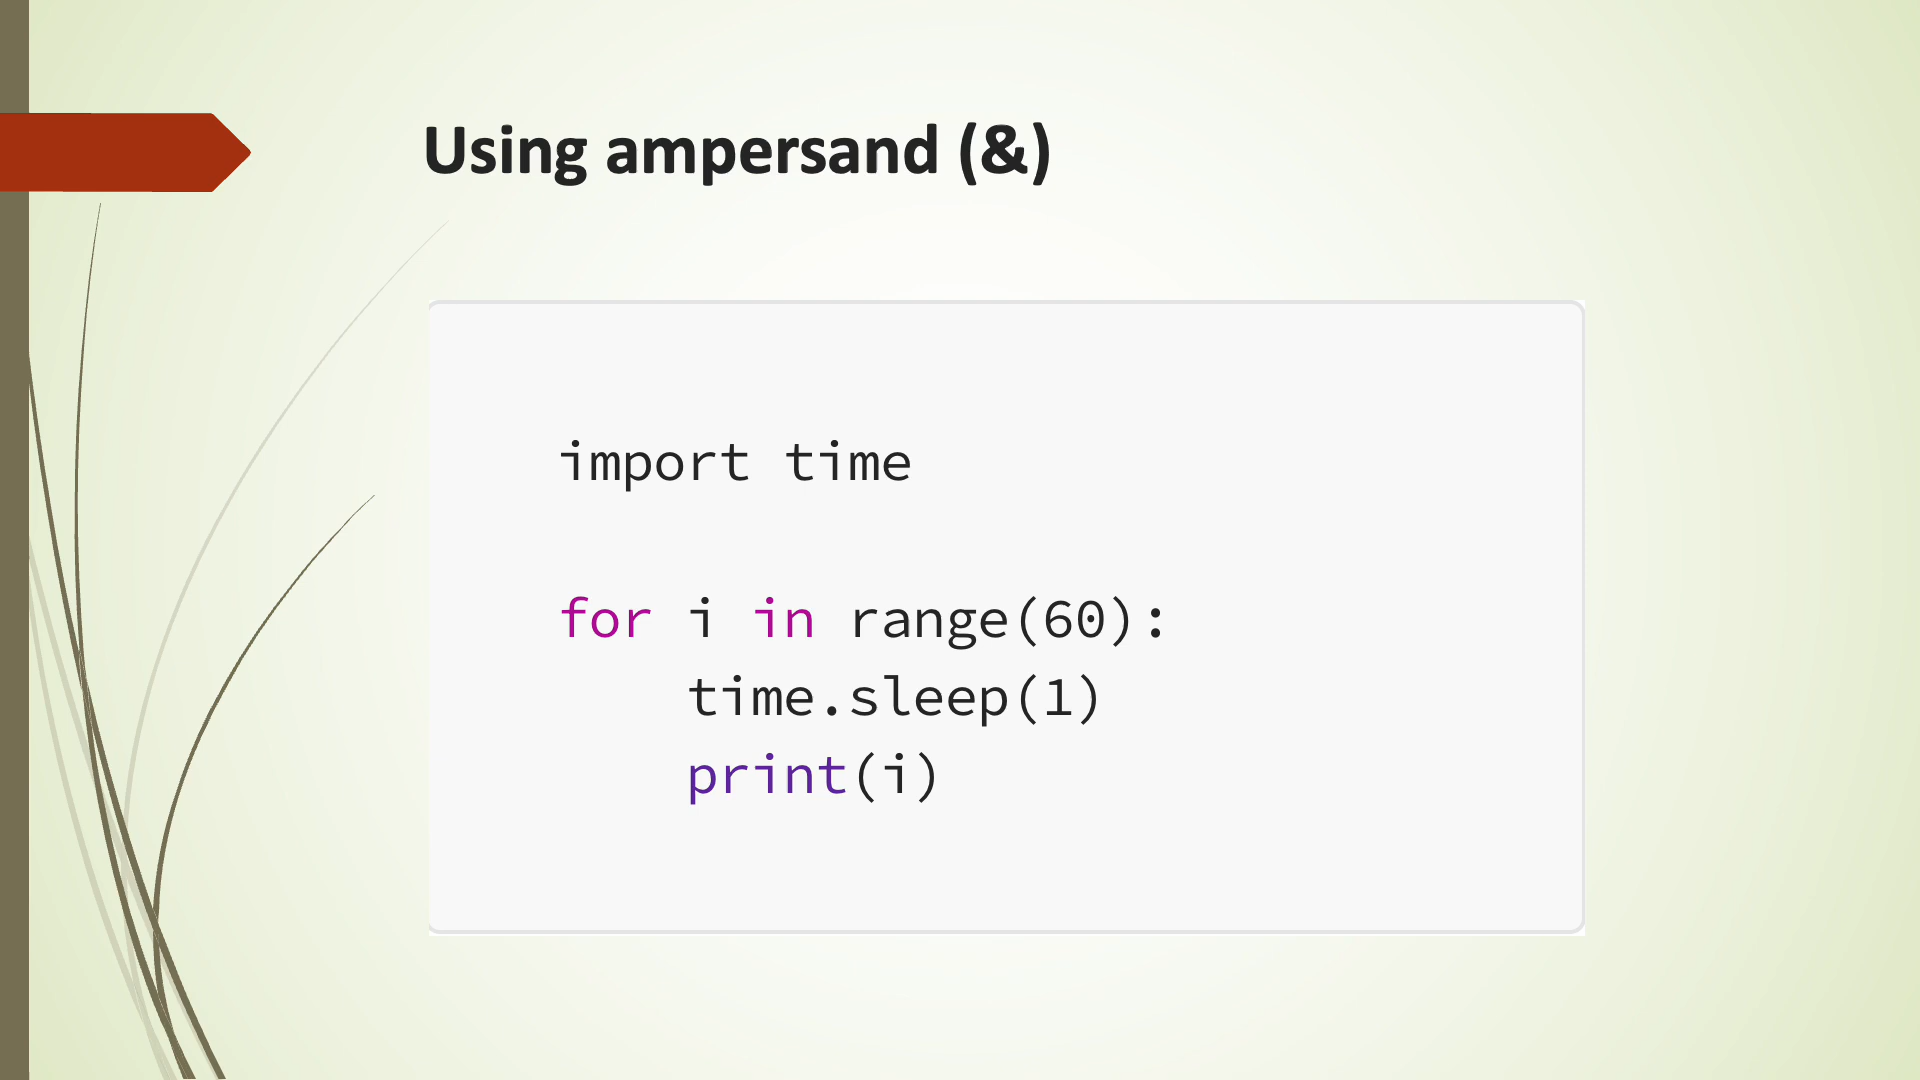 Using ampersand (&)
import time
for i in range(60):
    time.sleep(1)
    print(i)